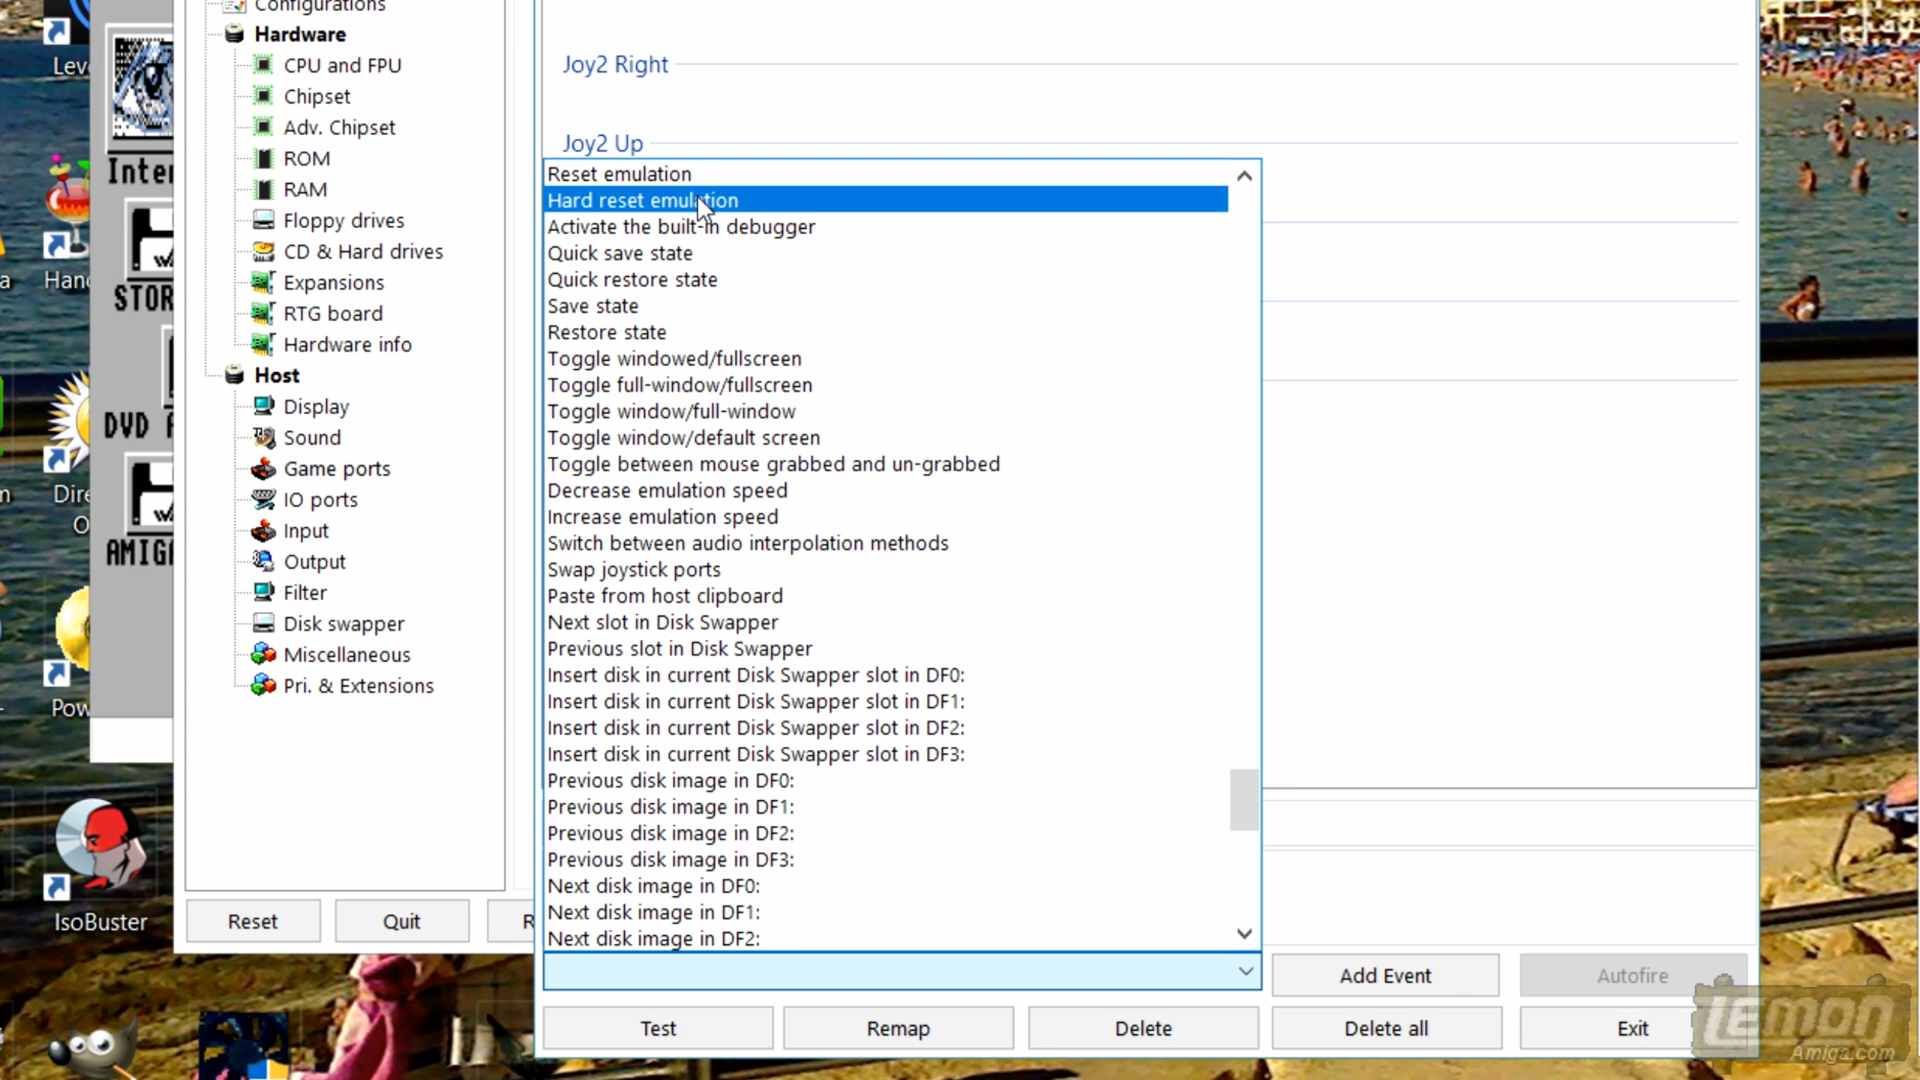 Configurations
Hardware
CPU and FPU
Chipset
Adv. Chipset
ROM
RAM
Floppy drives
CD & Hard drives
Expansions
RTG board
Hardware info
Host
Display
Sound
Game ports
IO ports
Input
Output
Filter
Disk swapper
Miscellaneous
Pri. & Extensions
Reset
Quit
R
Joy2 Right
Joy2 Up
Reset emulation
Hard reset emulation
Activate the built-in debugger
Quick save state
Quick restore state
Save state
Restore state
Toggle windowed/fullscreen
Toggle full-window/fullscreen
Toggle window/full-window
Toggle window/default screen
Toggle between mouse grabbed and un-grabbed
Decrease emulation speed
Increase emulation speed
Switch between audio interpolation methods
Swap joystick ports
Paste from host clipboard
Next slot in Disk Swapper
Previous slot in Disk Swapper
Insert disk in current Disk Swapper slot in DF0:
Insert disk in current Disk Swapper slot in DF1:
Insert disk in current Disk Swapper slot in DF2:
Insert disk in current Disk Swapper slot in DF3:
Previous disk image in DF0:
Previous disk image in DF1:
Previous disk image in DF2:
Previous disk image in DF3:
Next disk image in DF0:
Next disk image in DF1:
Next disk image in DF2:
Add Event
Autofire
Test
Remap
Delete
Delete all
Exit
Leve
Hand
Dire
O
Pow
IsoBuster
Inter
STOR
DVD
AMIGA
Lemon
Amiga.com